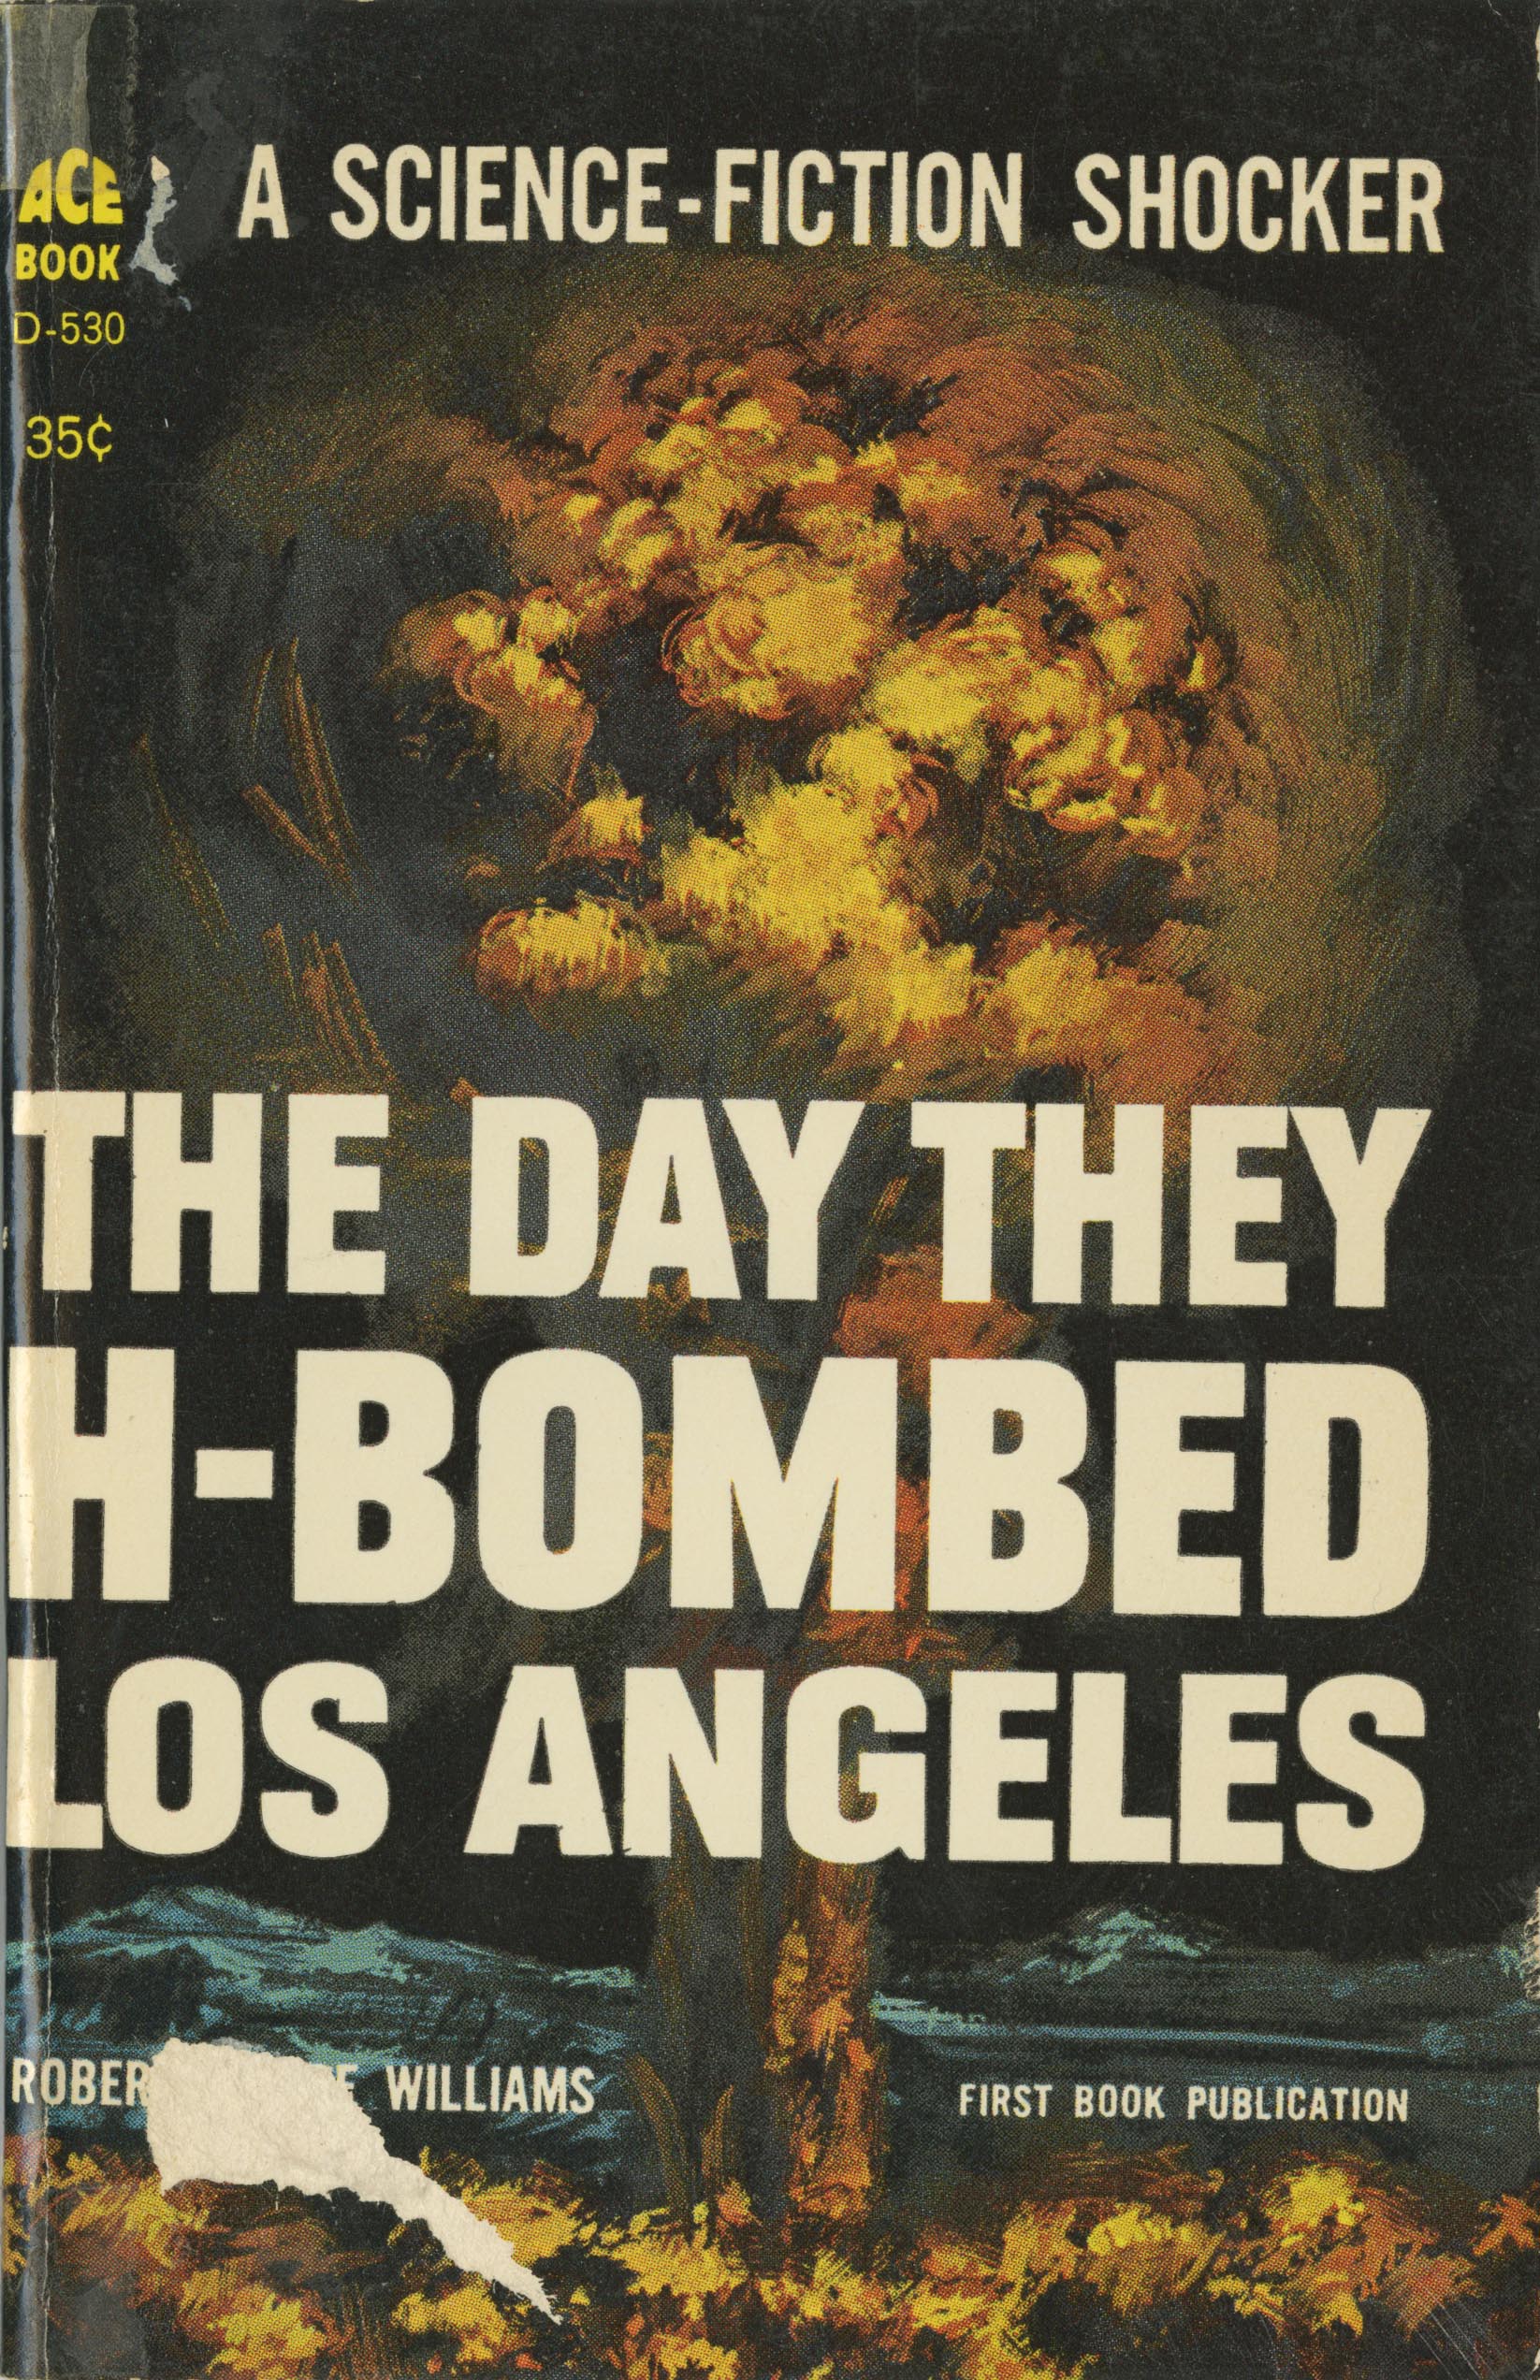 ACE
BOOK
D-530
35¢
A SCIENCE-FICTION SHOCKER
THE DAY THEY
H-BOMBED
LOS ANGELES
WILLIAMS
FIRST BOOK PUBLICATION